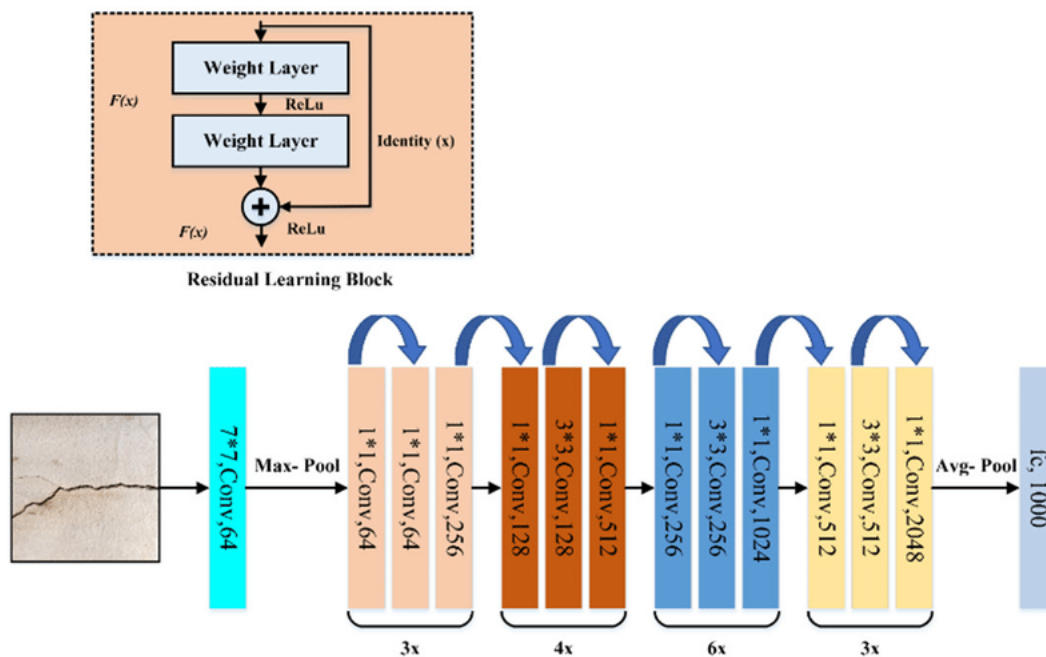 Weight Layer
F(x)
ReLu
Weight Layer
Identity (x)
+
F(x)
ReLu
Residual Learning Block
7*7,Conv,64
Max- Pool
1*1,Conv,64
1*1,Conv,64
1*1,Conv,256
1*1,Conv,128
3*3,Conv,128
1*1,Conv,512
1*1,Conv,256
3*3,Conv,256
1*1,Conv,1024
1*1,Conv,512
3*3,Conv,512
1*1,Conv,2048
Avg- Pool
fc, 1000
3x
4x
6x
3x